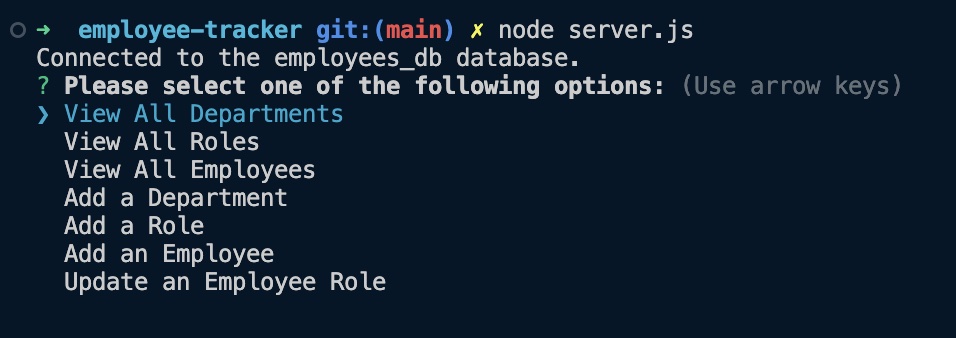 ➜ employee-tracker git:(main) ✗ node server.js
Connected to the employees_db database.
? Please select one of the following options: (Use arrow keys)
❯ View All Departments
View All Roles
View All Employees
Add a Department
Add a Role
Add an Employee
Update an Employee Role